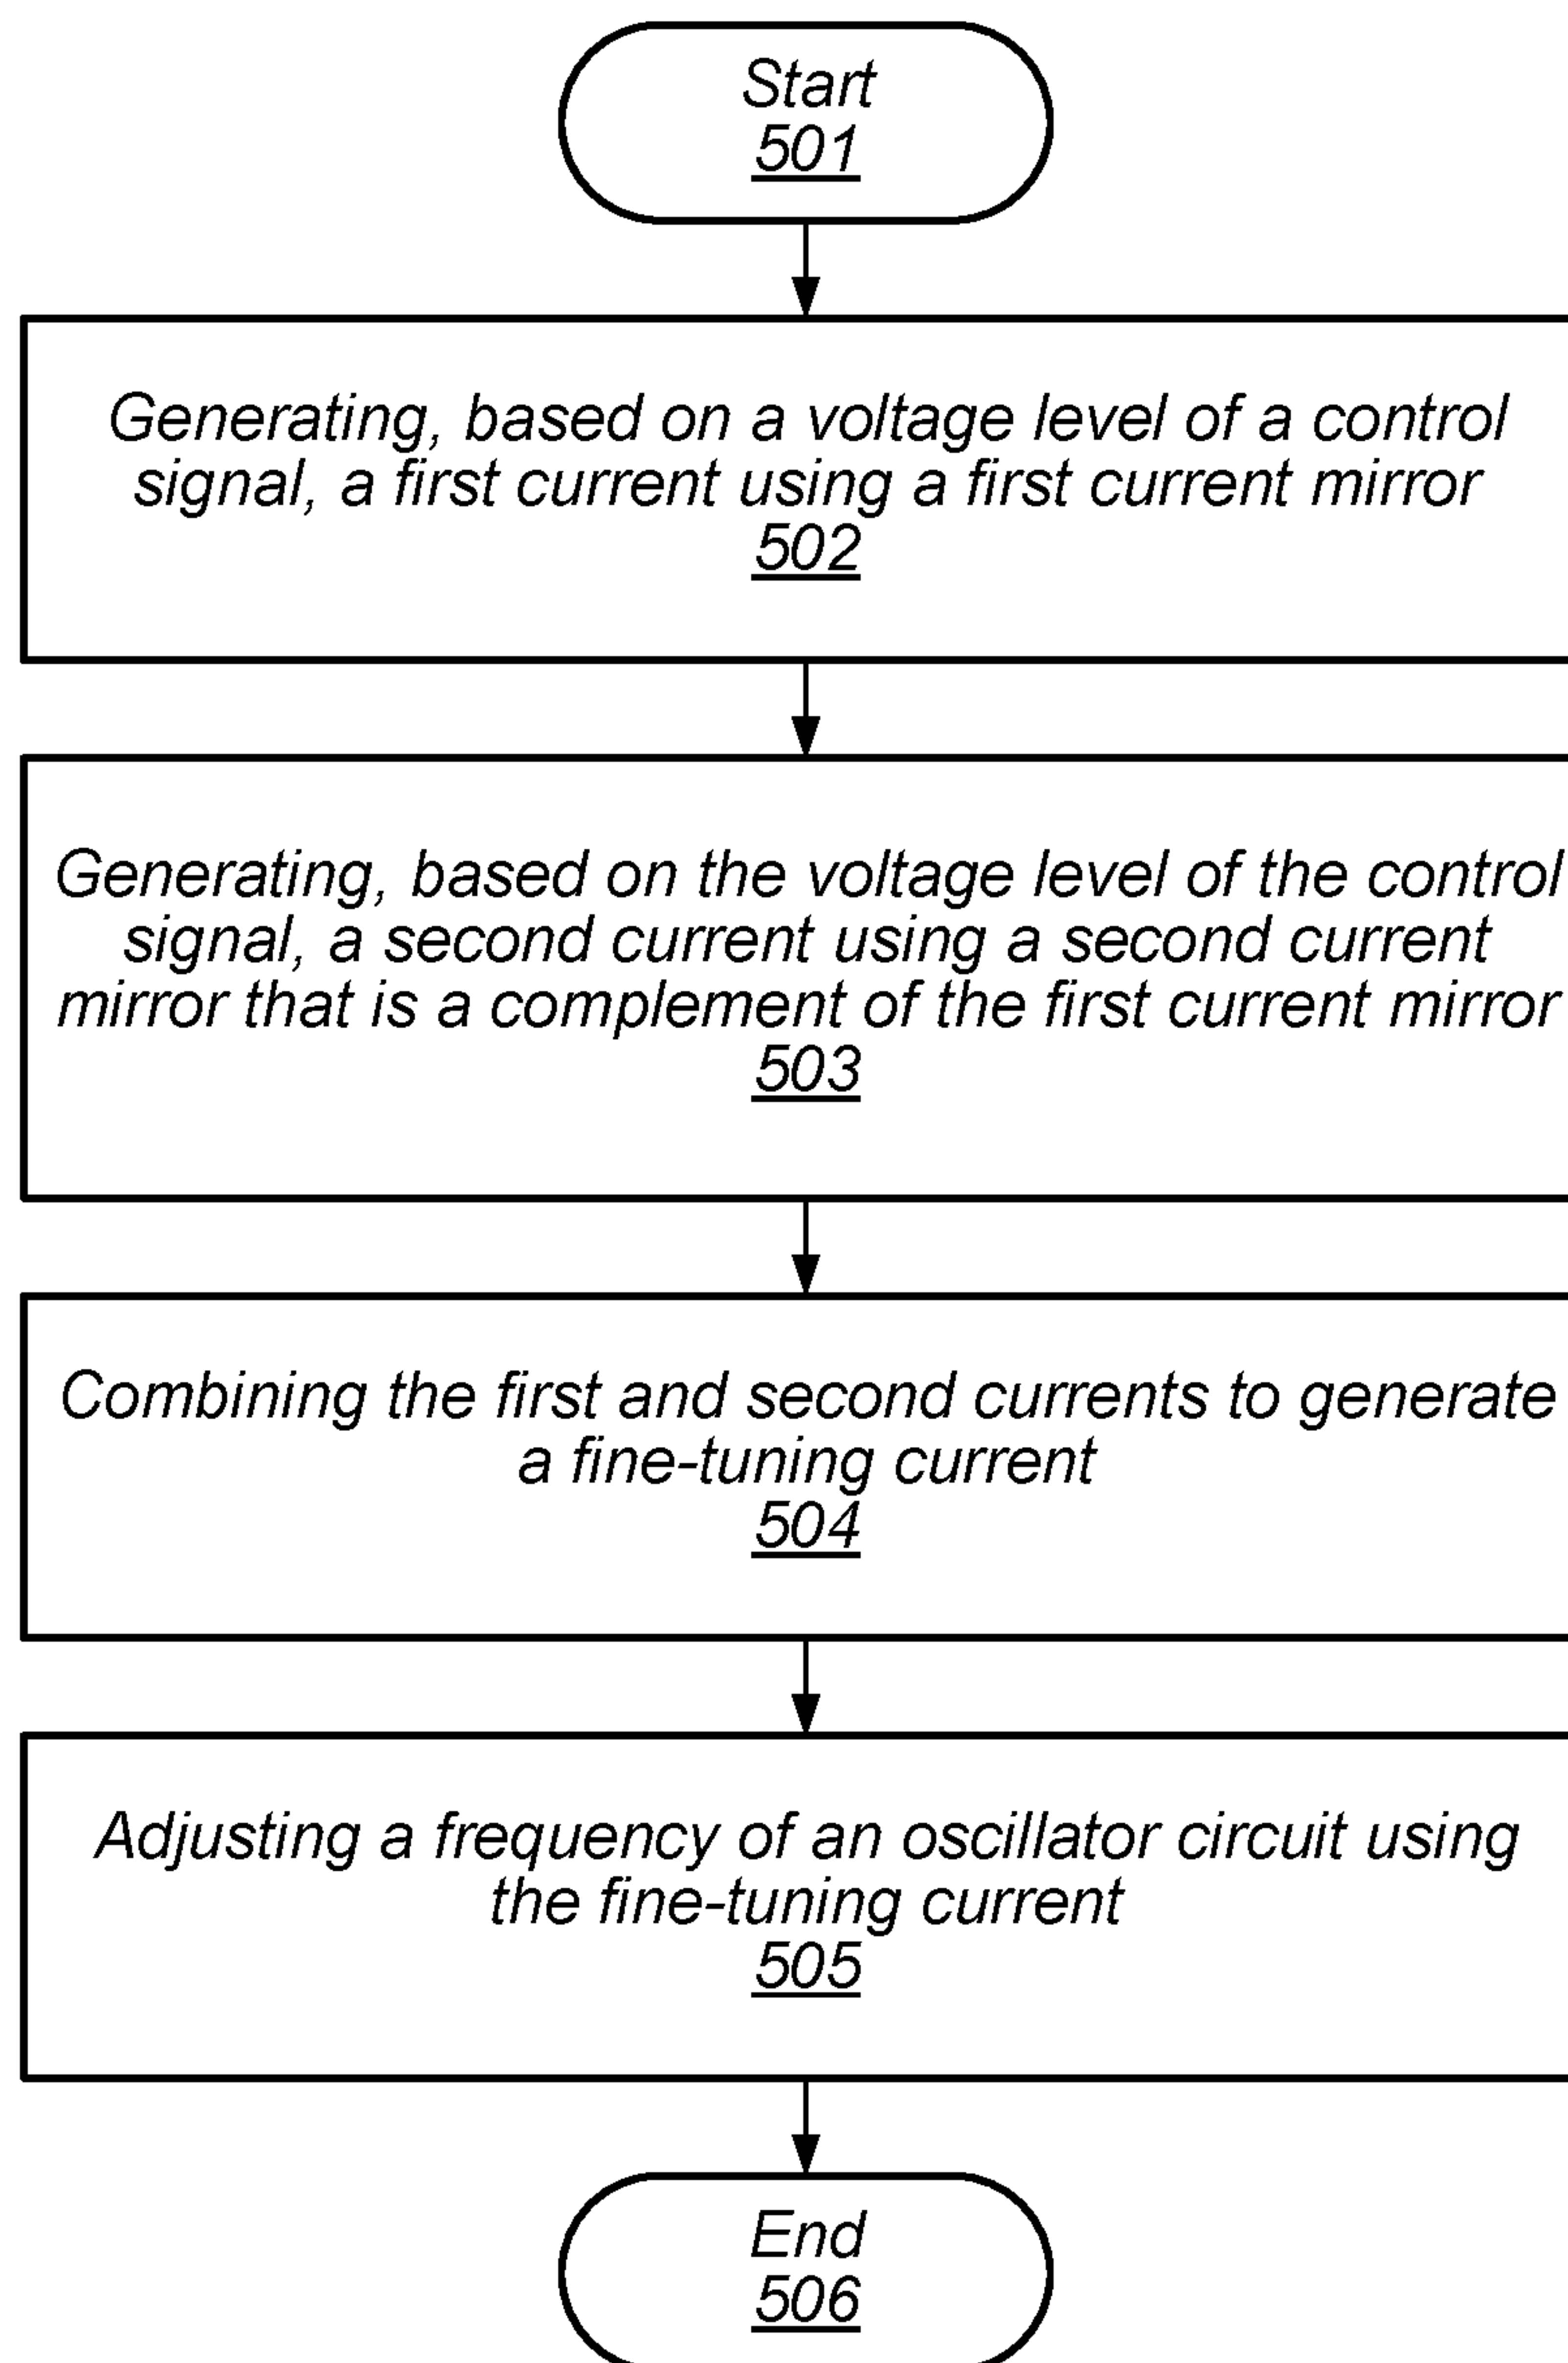 Start
501
Generating, based on a voltage level of a control
signal, a first current using a first current mirror
502
Generating, based on the voltage level of the control
signal, a second current using a second current
mirror that is a complement of the first current mirror
503
Combining the first and second currents to generate
a fine-tuning current
504
Adjusting a frequency of an oscillator circuit using
the fine-tuning current
505
End
506